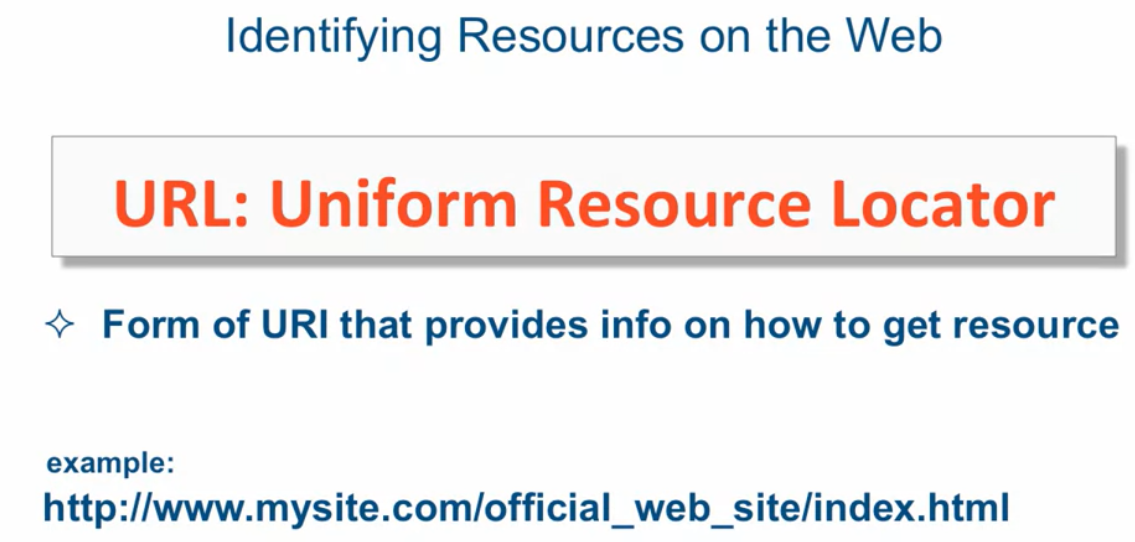 Identifying Resources on the Web
URL: Uniform Resource Locator
✧ Form of URI that provides info on how to get resource
example:
http://www.mysite.com/official_web_site/index.html